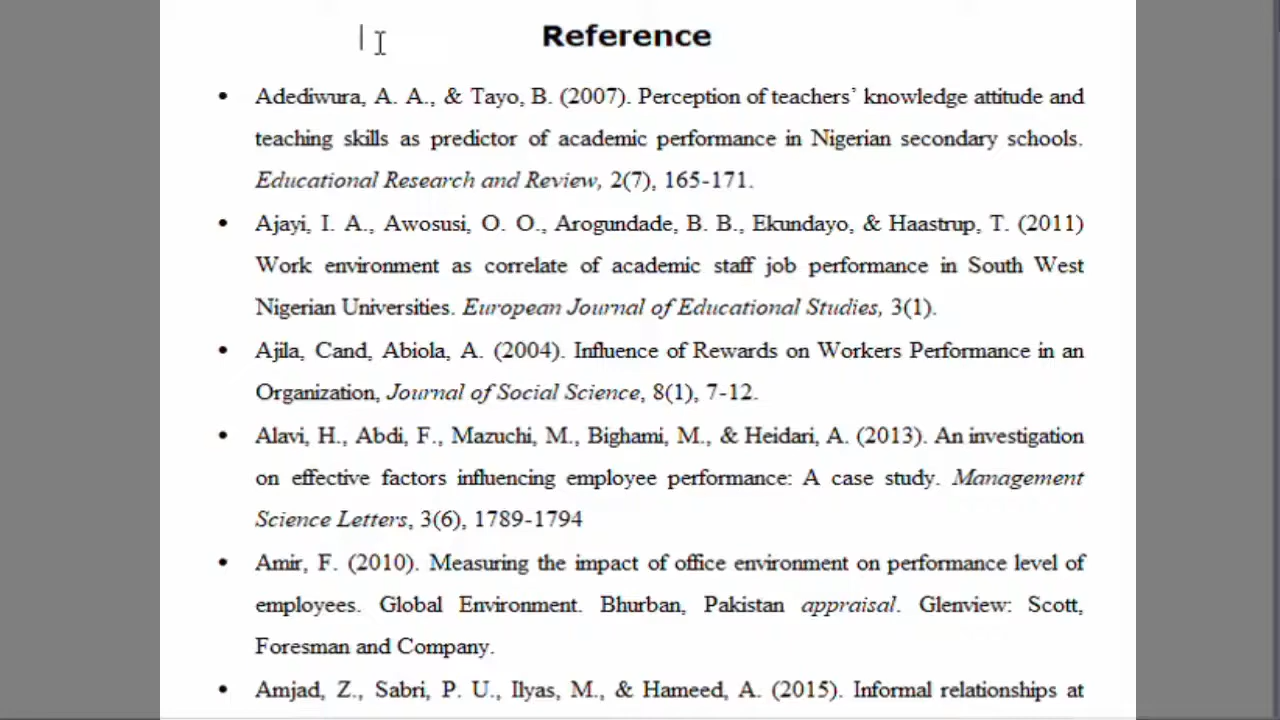 Reference
• Adediwura, A. A., & Tayo, B. (2007). Perception of teachers’ knowledge attitude and
teaching skills as predictor of academic performance in Nigerian secondary schools.
Educational Research and Review, 2(7), 165-171.
• Ajayi, I. A., Awosusi, O. O., Arogundade, B. B., Ekundayo, & Haastrup, T. (2011)
Work environment as correlate of academic staff job performance in South West
Nigerian Universities. European Journal of Educational Studies, 3(1).
• Ajila, Cand, Abiola, A. (2004). Influence of Rewards on Workers Performance in an
Organization, Journal of Social Science, 8(1), 7-12.
• Alavi, H., Abdi, F., Mazuchi, M., Bighami, M., & Heidari, A. (2013). An investigation
on effective factors influencing employee performance: A case study. Management
Science Letters, 3(6), 1789-1794
• Amir, F. (2010). Measuring the impact of office environment on performance level of
employees. Global Environment. Bhurban, Pakistan appraisal. Glenview: Scott,
Foresman and Company.
• Amjad, Z., Sabri, P. U., Ilyas, M., & Hameed, A. (2015). Informal relationships at